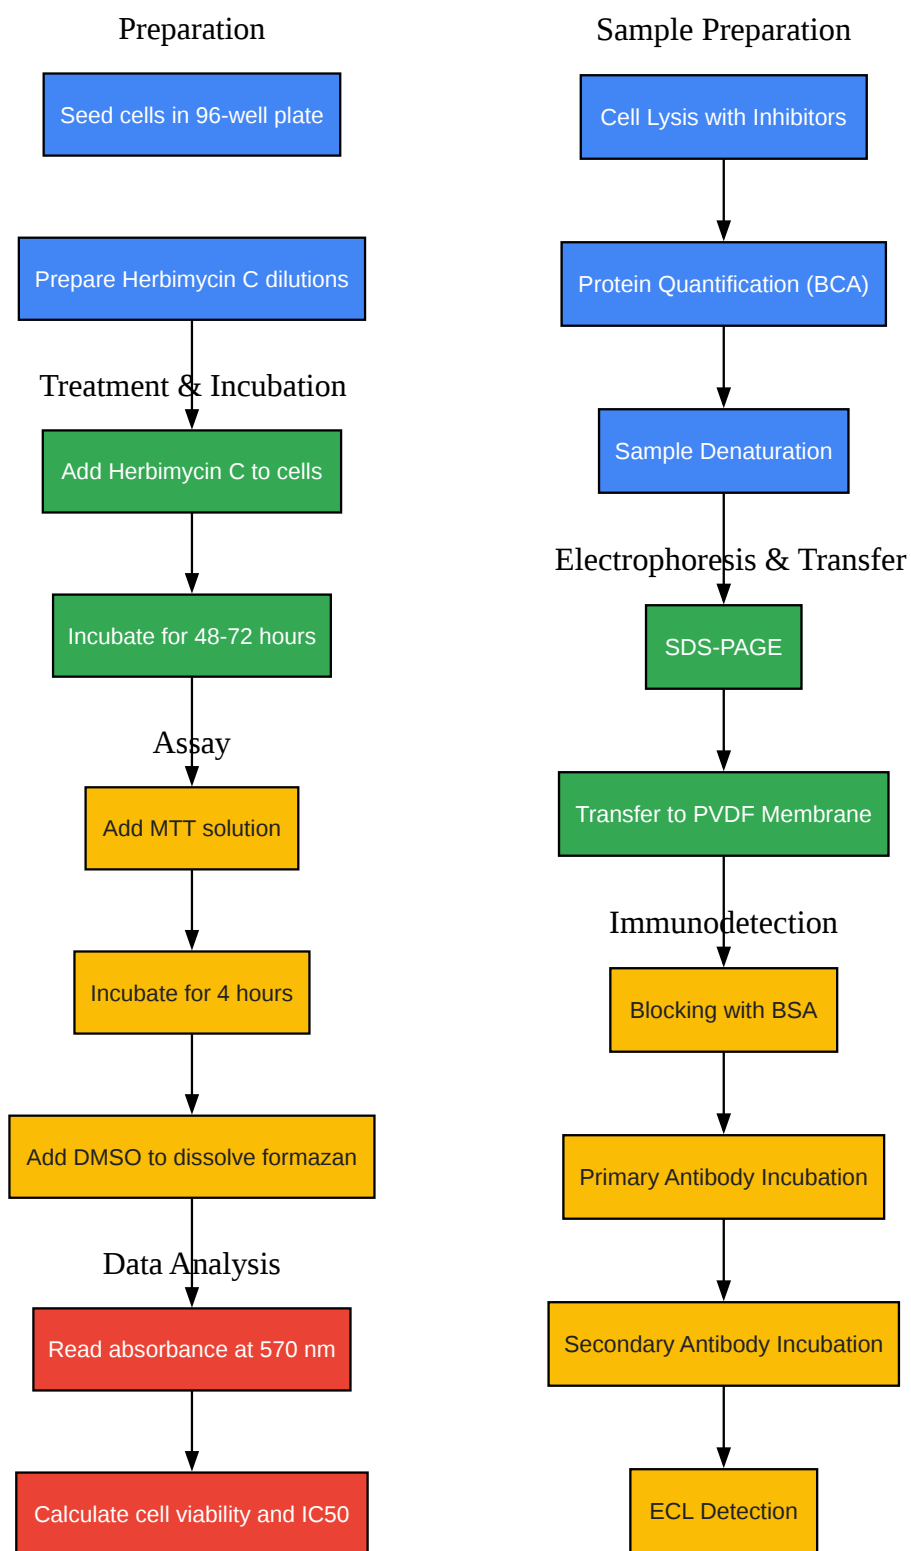 Preparation
Seed cells in 96-well plate
Prepare Herbimycin C dilutions
Treatment & Incubation
Add Herbimycin C to cells
Incubate for 48-72 hours
Assay
Add MTT solution
Incubate for 4 hours
Add DMSO to dissolve formazan
Data Analysis
Read absorbance at 570 nm
Calculate cell viability and IC50
Sample Preparation
Cell Lysis with Inhibitors
Protein Quantification (BCA)
Sample Denaturation
Electrophoresis & Transfer
SDS-PAGE
Transfer to PVDF Membrane
Immunodetection
Blocking with BSA
Primary Antibody Incubation
Secondary Antibody Incubation
ECL Detection